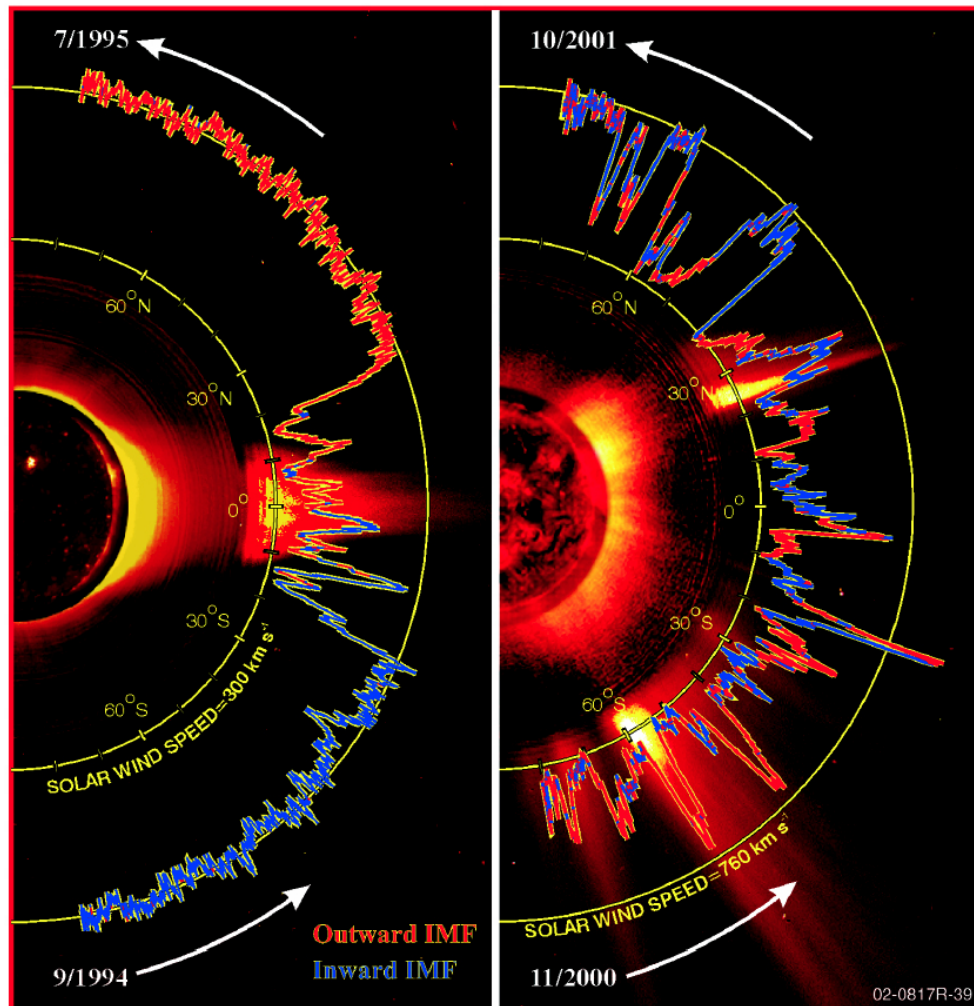 7/1995
60°N
30°N
0°
30°S
60°S
SOLAR WIND SPEED=300 km s⁻¹
Outward IMF
Inward IMF
9/1994
10/2001
60°N
30°N
0°
30°S
60°S
SOLAR WIND SPEED=760 km s⁻¹
11/2000
02-0817R-39